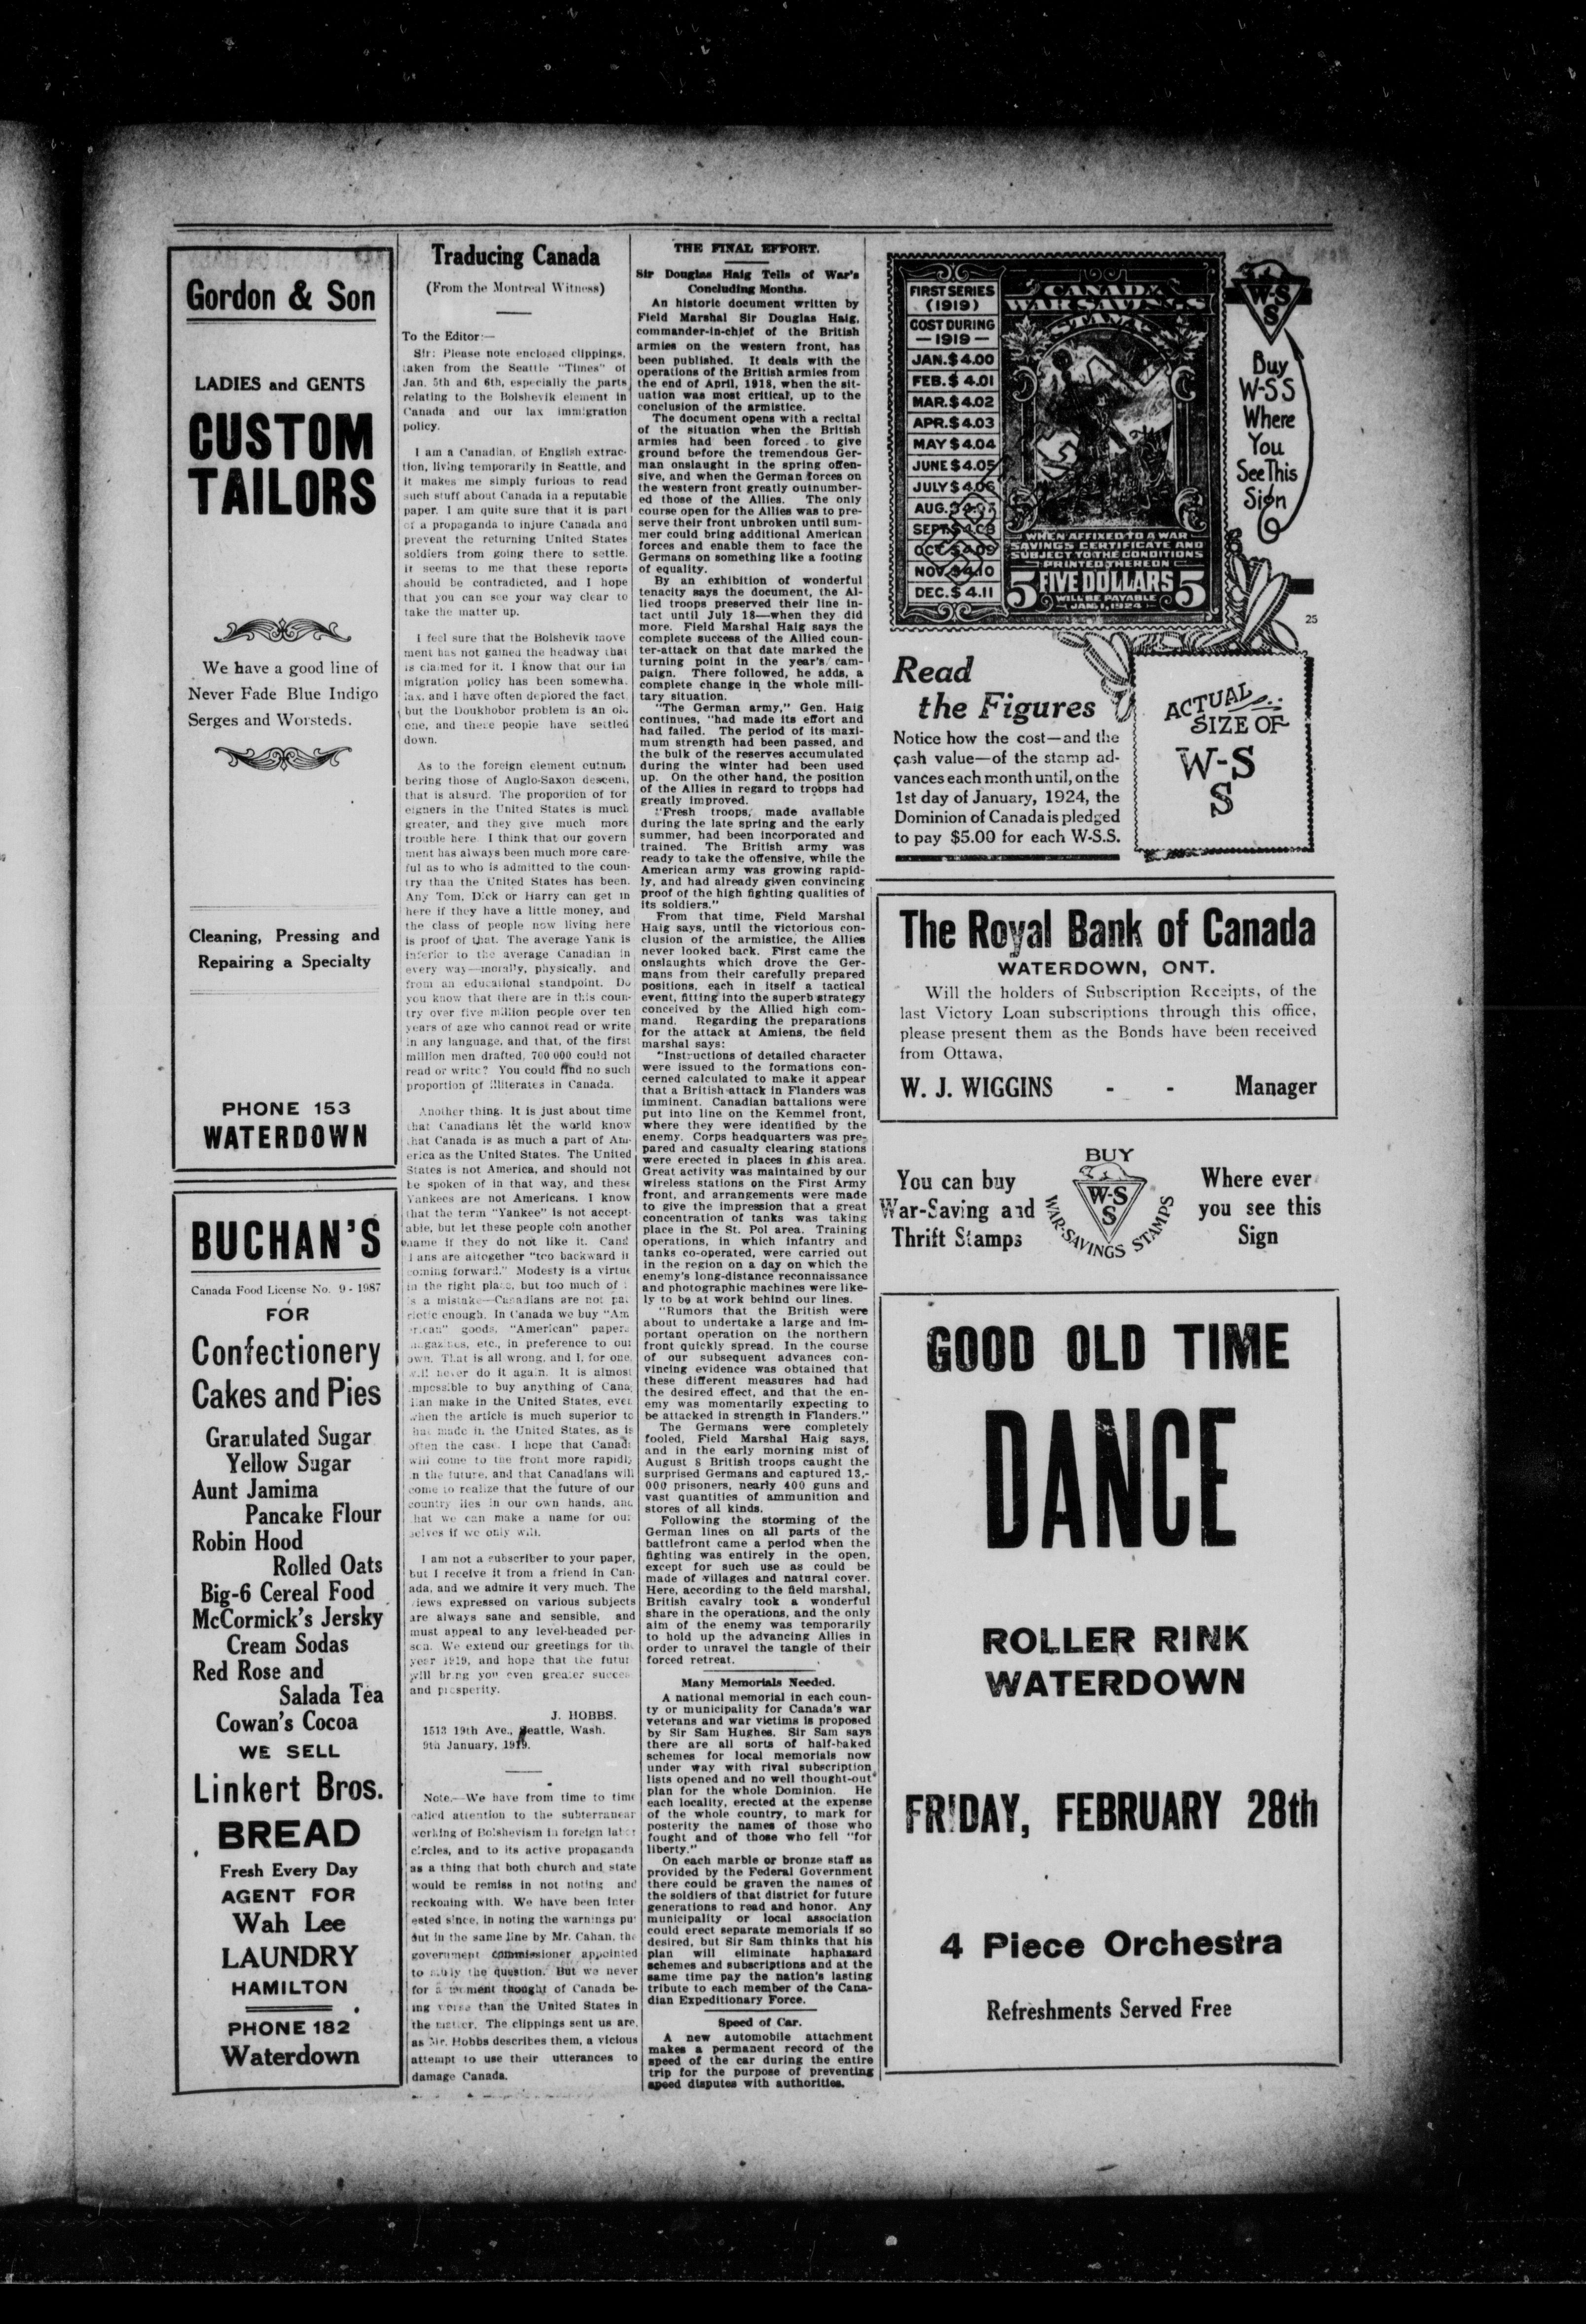 Gordon & Son
LADIES and GENTS
CUSTOM
TAILORS
We have a good line of
Never Fade Blue Indigo
Serges and Worsteds.
Cleaning, Pressing and
Repairing a Specialty
PHONE 153
WATERDOWN
BUCHAN'S
Canada Food License No. 9 - 1987
FOR
Confectionery
Cakes and Pies
Granulated Sugar
Yellow Sugar
Aunt Jamima
Pancake Flour
Robin Hood
Rolled Oats
Big-6 Cereal Food
McCormick's Jersky
Cream Sodas
Red Rose and
Salada Tea
Cowan's Cocoa
WE SELL
Linkert Bros.
BREAD
Fresh Every Day
AGENT FOR
Wah Lee
LAUNDRY
HAMILTON
PHONE 182
Waterdown
Traducing Canada
(From the Montreal Witness)
To the Editor:—
Sir: Please note enclosed clippings,
taken from the Seattle "Times" of
Jan. 5th and 6th, especially the parts
relating to the Bolshevik element in
Canada and our lax immigration
policy.
I am a Canadian, of English extrac-
tion, living temporarily in Seattle, and
it makes me simply furious to read
such stuff about Canada in a reputable
paper. I am quite sure that it is part
of a propaganda to injure Canada and
prevent the returning United States
soldiers from going there to settle.
it seems to me that these reports
should be contradicted, and I hope
that you can see your way clear to
take the matter up.
I feel sure that the Bolshevik move
ment has not gained the headway that
is claimed for it. I know that our im
migration policy has been somewha.
lax, and I have often deplored the fact
but the Doukhobor problem is an ol
one, and these people have settled
down.
As to the foreign element outnum
bering those of Anglo-Saxon descent,
that is absurd. The proportion of for
eigners in the United States is much
greater, and they give much more
trouble here. I think that our govern
ment has always been much more care-
ful as to who is admitted to the coun-
try than the United States has been.
Any Tom, Dick or Harry can get in
here if they have a little money, and
the class of people now living here
is proof of that. The average Yank is
inferior to the average Canadian in
every way—morally, physically, and
from an educational standpoint. Do
you know that there are in this coun-
try over five million people over ten
years of age who cannot read or write
in any language, and that, of the first
million men drafted, 700 000 could not
read or write? You could find no such
proportion of illiterates in Canada.
Another thing. It is just about time
that Canadians let the world know
that Canada is as much a part of Am-
erica as the United States. The United
States is not America, and should not
be spoken of in that way, and these
Yankees are not Americans. I know
that the term "Yankee" is not accept-
able, but let these people coin another
name if they do not like it. Cana
ians are altogether "too backward in
coming forward." Modesty is a virtue
in the right place, but too much of
is a mistake—Canadians are not pat
riotic enough. In Canada we buy "Am
erican" goods, "American" papers
magazines, etc., in preference to our
own. That is all wrong, and I, for one,
will never do it again. It is almost
impossible to buy anything of Cana
ian make in the United States, even
when the article is much superior to
that made in the United States, as is
often the case. I hope that Canada
will come to the front more rapidly
in the future, and that Canadians will
come to realize that the future of our
country lies in our own hands, and
that we can make a name for our
selves if we only will.
I am not a subscriber to your paper,
but I receive it from a friend in Can-
ada, and we admire it very much. The
views expressed on various subjects
are always sane and sensible, and
must appeal to any level-headed per-
son. We extend our greetings for the
year 1919, and hope that the futur
will bring you even greater success
and prosperity.
J. HOBBS.
1513 19th Ave., Seattle, Wash.
9th January, 1919.
Note.—We have from time to time
called attention to the subterranean
working of Bolshevism in foreign labor
circles, and to its active propaganda
as a thing that both church and state
would be remiss in not noting and
reckoning with. We have been inter
ested since, in noting the warnings put
out in the same line by Mr. Cahan, the
government commissioner appointed
to study the question. But we never
for a moment thought of Canada be-
ing worse than the United States in
the matter. The clippings sent us are,
as Mr. Hobbs describes them, a vicious
attempt to use their utterances to
damage Canada.
THE FINAL EFFORT.
Sir Douglas Haig Tells of War's
Concluding Months.
An historic document written by
Field Marshal Sir Douglas Haig,
commander-in-chief of the British
armies on the western front, has
been published. It deals with the
operations of the British armies from
the end of April, 1918, when the sit-
uation was most critical, up to the
conclusion of the armistice.
The document opens with a recital
of the situation when the British
armies had been forced to give
ground before the tremendous Ger-
man onslaught in the spring offen-
sive, and when the German forces on
the western front greatly outnumber-
ed those of the Allies. The only
course open for the Allies was to pre-
serve their front unbroken until sum-
mer could bring additional American
forces and enable them to face the
Germans on something like a footing
of equality.
By an exhibition of wonderful
tenacity says the document, the Al-
lied troops preserved their line in-
tact until July 18—when they did
more. Field Marshal Haig says the
complete success of the Allied coun-
ter-attack on that date marked the
turning point in the year's cam-
paign. There followed, he adds, a
complete change in the whole mili-
tary situation.
"The German army," Gen. Haig
continues, "had made its effort and
had failed. The period of its maxi-
mum strength had been passed, and
the bulk of the reserves accumulated
during the winter had been used
up. On the other hand, the position
of the Allies in regard to troops had
greatly improved.
"Fresh troops, made available
during the late spring and the early
summer, had been incorporated and
trained. The British army was
ready to take the offensive, while the
American army was growing rapid-
ly, and had already given convincing
proof of the high fighting qualities of
its soldiers."
From that time, Field Marshal
Haig says, until the victorious con-
clusion of the armistice, the Allies
never looked back. First came the
onslaughts which drove the Ger-
mans from their carefully prepared
positions, each in itself a tactical
event, fitting into the superb strategy
conceived by the Allied high com-
mand. Regarding the preparations
for the attack at Amiens, the field
marshal says:
"Instructions of detailed character
were issued to the formations con-
cerned calculated to make it appear
that a British attack in Flanders was
imminent. Canadian battalions were
put into line on the Kemmel front,
where they were identified by the
enemy. Corps headquarters was pre-
pared and casualty clearing stations
were erected in places in this area.
Great activity was maintained by our
wireless stations on the First Army
front, and arrangements were made
to give the impression that a great
concentration of tanks was taking
place in the St. Pol area. Training
operations, in which infantry and
tanks co-operated, were carried out
in the region on a day on which the
enemy's long-distance reconnaissance
and photographic machines were like-
ly to be at work behind our lines.
"Rumors that the British were
about to undertake a large and im-
portant operation on the northern
front quickly spread. In the course
of our subsequent advances con-
vincing evidence was obtained that
these different measures had had
the desired effect, and that the en-
emy was momentarily expecting to
be attacked in strength in Flanders."
The Germans were completely
fooled, Field Marshal Haig says,
and in the early morning mist of
August 8 British troops caught the
surprised Germans and captured 13,-
000 prisoners, nearly 400 guns and
vast quantities of ammunition and
stores of all kinds.
Following the storming of the
German lines on all parts of the
battlefront came a period when the
fighting was entirely in the open,
except for such use as could be
made of villages and natural cover.
Here, according to the field marshal,
British cavalry took a wonderful
share in the operations, and the only
aim of the enemy was temporarily
to hold up the advancing Allies in
order to unravel the tangle of their
forced retreat.
Many Memorials Needed.
A national memorial in each coun-
ty or municipality for Canada's war
veterans and war victims is proposed
by Sir Sam Hughes. Sir Sam says
there are all sorts of half-baked
schemes for local memorials now
under way with rival subscription
lists opened and no well thought-out
plan for the whole Dominion. He
each locality, erected at the expense
of the whole country, to mark for
posterity the names of those who
fought and of those who fell "for
liberty."
On each marble or bronze staff as
provided by the Federal Government
there could be graven the names of
the soldiers of that district for future
generations to read and honor. Any
municipality or local association
could erect separate memorials if so
desired, but Sir Sam thinks that his
plan will eliminate haphazard
schemes and subscriptions and at the
same time pay the nation's lasting
tribute to each member of the Cana-
dian Expeditionary Force.
Speed of Car.
A new automobile attachment
makes a permanent record of the
speed of the car during the entire
trip for the purpose of preventing
speed disputes with authorities.
FIRST SERIES
(1919)
COST DURING
— 1919 —
JAN. $ 4.00
FEB. $ 4.01
MAR. $ 4.02
APR. $ 4.03
MAY $ 4.04
JUNE $ 4.05
JULY $ 4.06
AUG. $ 4.07
SEPT. $ 4.08
OCT. $ 4.09
NOV. $ 4.10
DEC. $ 4.11
CANADA
WAR SAVINGS
STAMP
WHEN AFFIXED TO A WAR
SAVINGS CERTIFICATE AND
SUBJECT TO THE CONDITIONS
PRINTED THEREON
5 FIVE DOLLARS 5
WILL BE PAYABLE
JAN. 1, 1924
W-S
S
Buy
W-S S
Where
You
See This
Sign
25
Read
the Figures
Notice how the cost—and the
cash value—of the stamp ad-
vances each month until, on the
1st day of January, 1924, the
Dominion of Canada is pledged
to pay $5.00 for each W-S.S.
ACTUAL
SIZE OF
W-S
S
The Royal Bank of Canada
WATERDOWN, ONT.
Will the holders of Subscription Receipts, of the
last Victory Loan subscriptions through this office,
please present them as the Bonds have been received
from Ottawa.
W. J. WIGGINS - - Manager
You can buy
War-Saving and
Thrift Stamps
BUY
W-S
S
WAR-SAVINGS STAMPS
Where ever
you see this
Sign
GOOD OLD TIME
DANCE
ROLLER RINK
WATERDOWN
FRIDAY, FEBRUARY 28th
4 Piece Orchestra
Refreshments Served Free